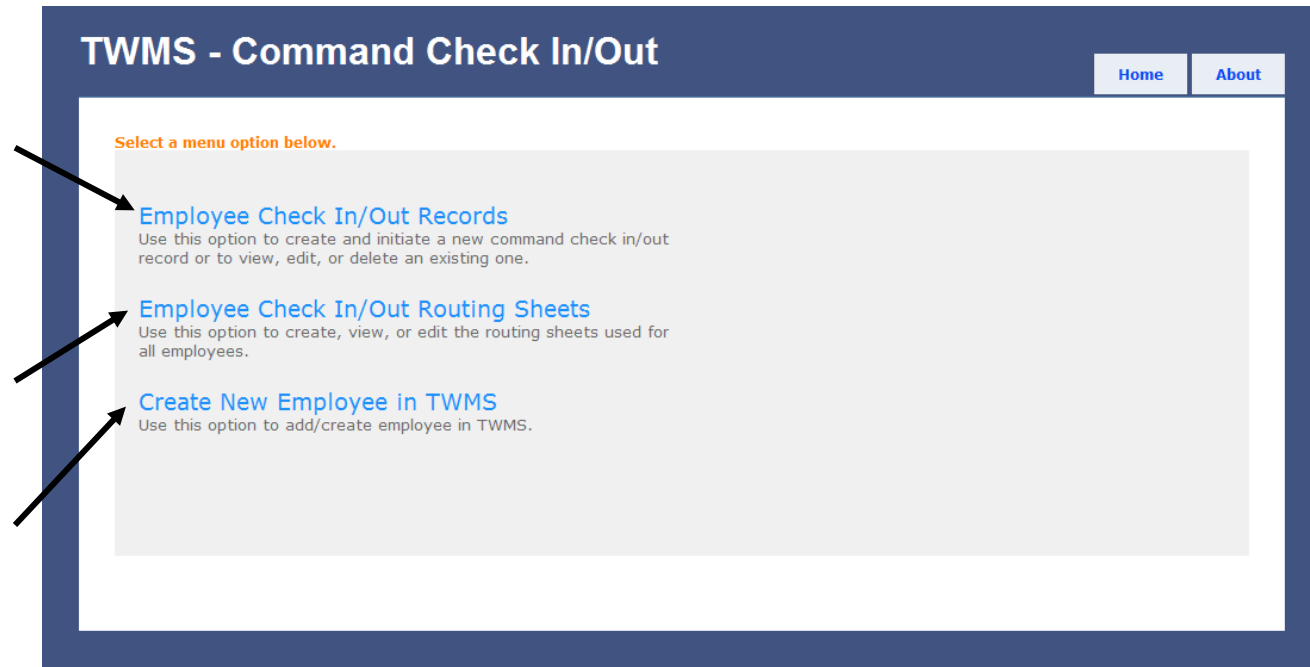 TWMS - Command Check In/Out
Home
About
Select a menu option below.
Employee Check In/Out Records
Use this option to create and initiate a new command check in/out
record or to view, edit, or delete an existing one.
Employee Check In/Out Routing Sheets
Use this option to create, view, or edit the routing sheets used for
all employees.
Create New Employee in TWMS
Use this option to add/create employee in TWMS.